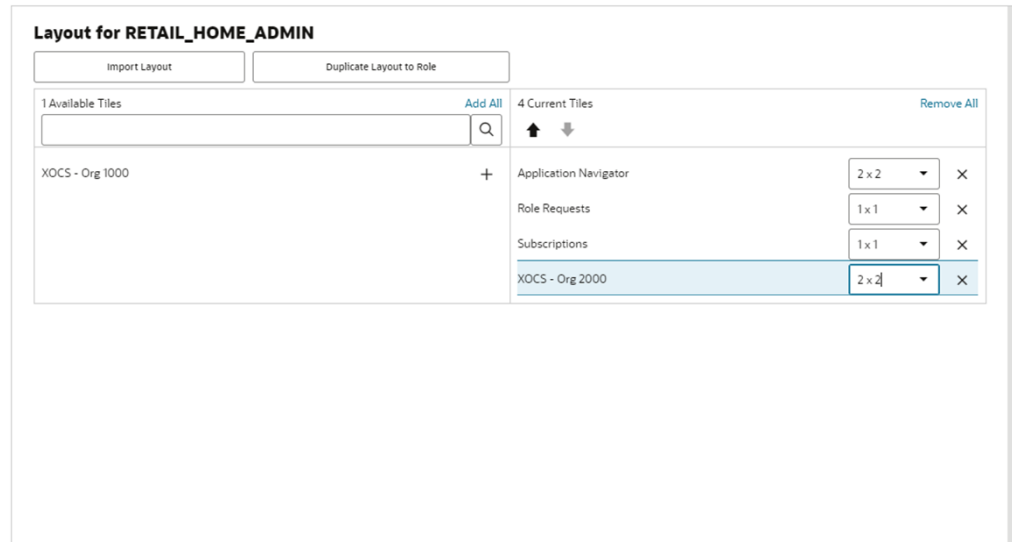 Layout for RETAIL_HOME_ADMIN
Import Layout
Duplicate Layout to Role
1 Available Tiles
Add All
4 Current Tiles
Remove All
XOCS - Org 1000
Application Navigator
2 x 2
Role Requests
1 x 1
Subscriptions
1 x 1
XOCS - Org 2000
2 x 2